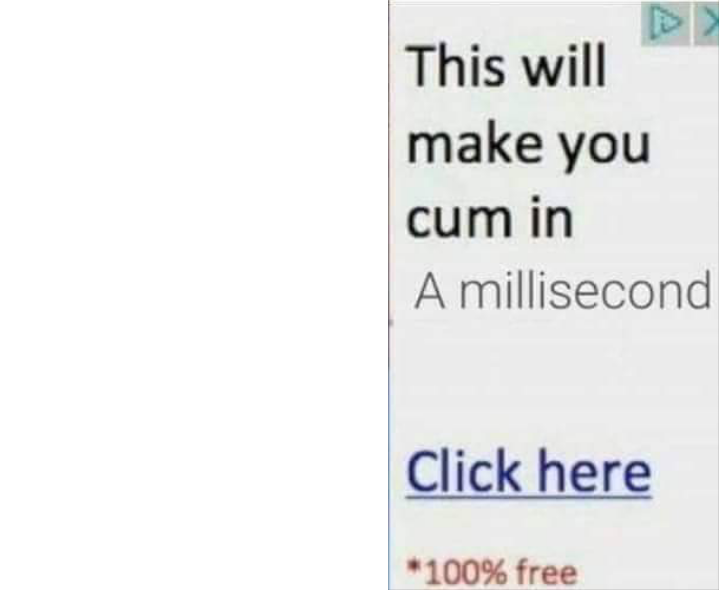 This will
make you
cum in
A millisecond
Click here
*100% free